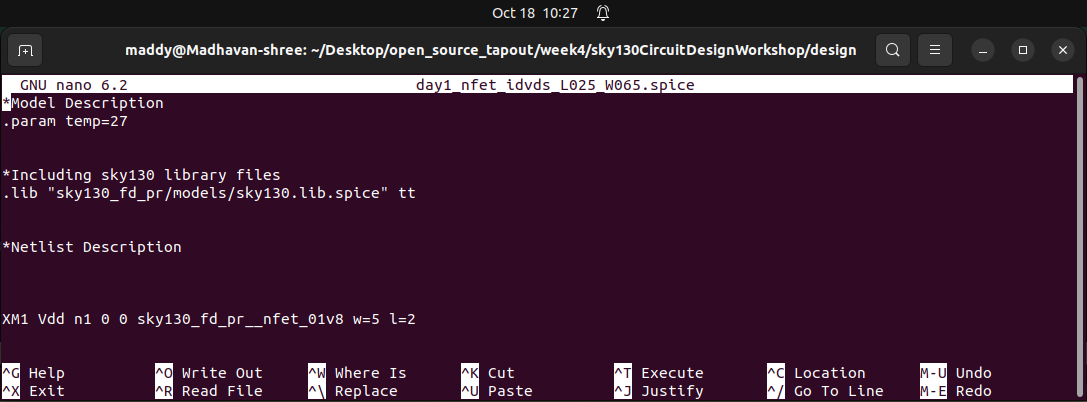 Oct 18 10:27
maddy@Madhavan-shree: ~/Desktop/open_source_tapout/week4/sky130CircuitDesignWorkshop/design
GNU nano 6.2 day1_nfet_idvds_L025_W065.spice
*Model Description
.param temp=27
*Including sky130 library files
.lib "sky130_fd_pr/models/sky130.lib.spice" tt
*Netlist Description
XM1 Vdd n1 0 0 sky130_fd_pr__nfet_01v8 w=5 l=2
^G Help ^O Write Out ^W Where Is ^K Cut ^T Execute ^C Location M-U Undo
^X Exit ^R Read File ^\ Replace ^U Paste ^J Justify ^/ Go To Line M-E Redo